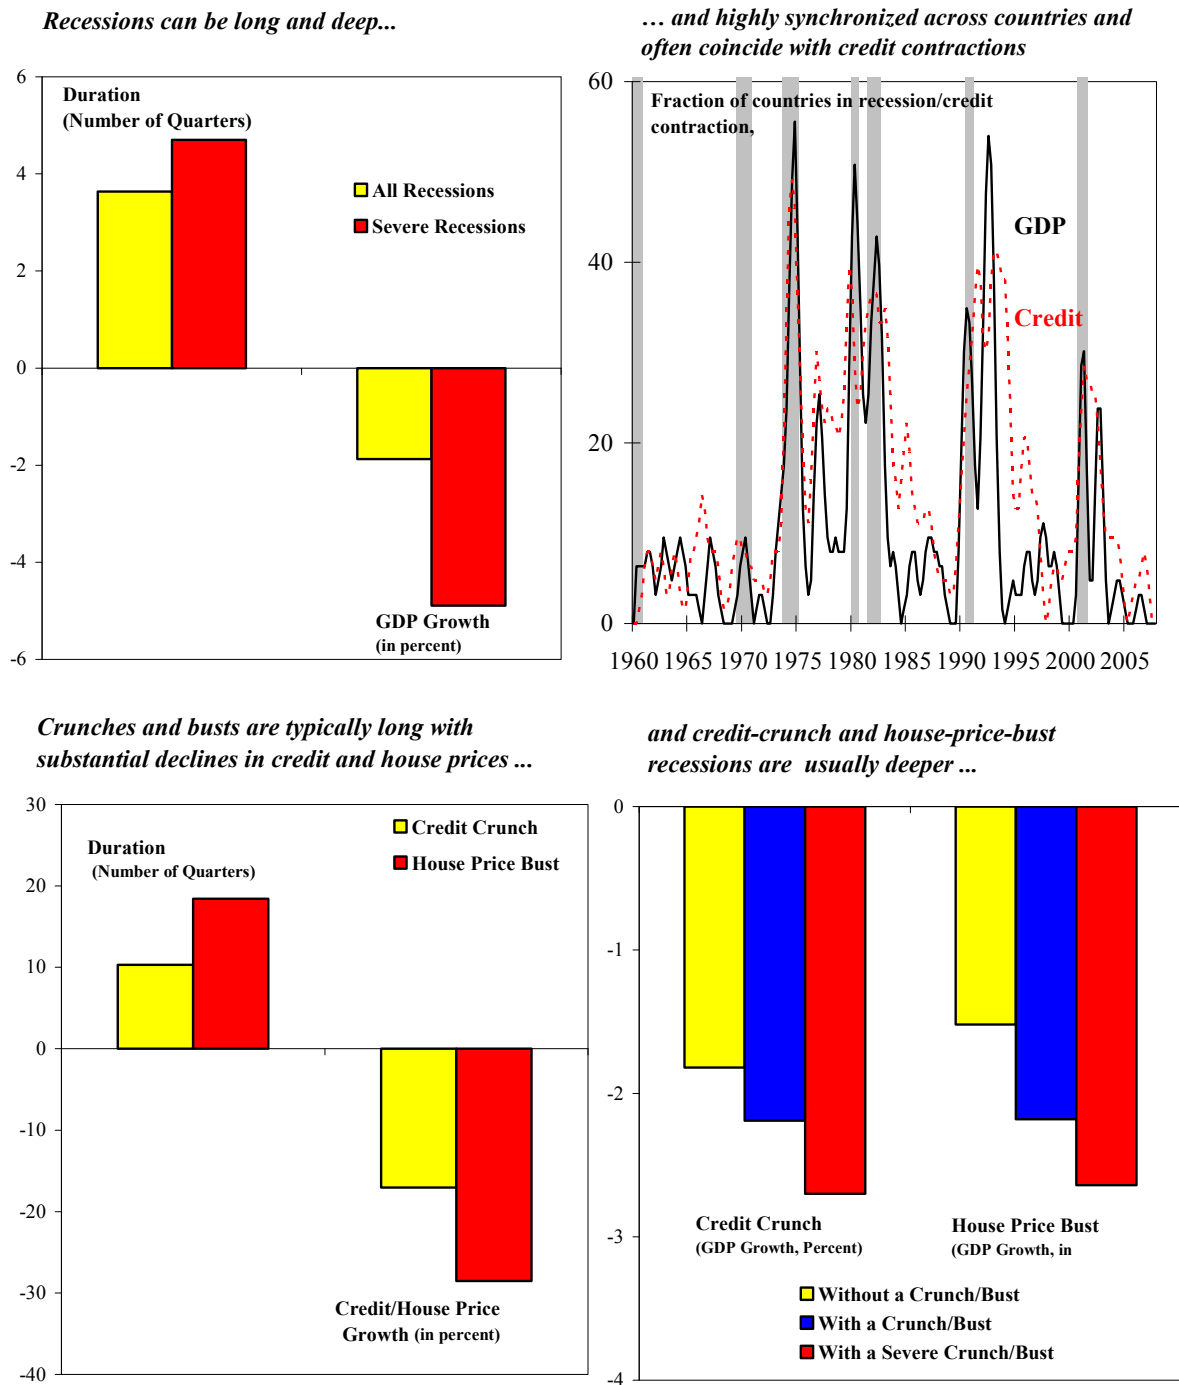 Recessions can be long and deep...
6
4
2
0
-2
-4
-6
Duration
(Number of Quarters)
All Recessions
Severe Recessions
GDP Growth
(in percent)
… and highly synchronized across countries and
often coincide with credit contractions
60
40
20
0
Fraction of countries in recession/credit
contraction,
GDP
Credit
1960 1965 1970 1975 1980 1985 1990 1995 2000 2005
Crunches and busts are typically long with
substantial declines in credit and house prices ...
30
20
10
0
-10
-20
-30
-40
Duration
(Number of Quarters)
Credit Crunch
House Price Bust
Credit/House Price
Growth (in percent)
and credit-crunch and house-price-bust
recessions are usually deeper ...
0
-1
-2
-3
-4
Credit Crunch
(GDP Growth, Percent)
House Price Bust
(GDP Growth, in
Without a Crunch/Bust
With a Crunch/Bust
With a Severe Crunch/Bust